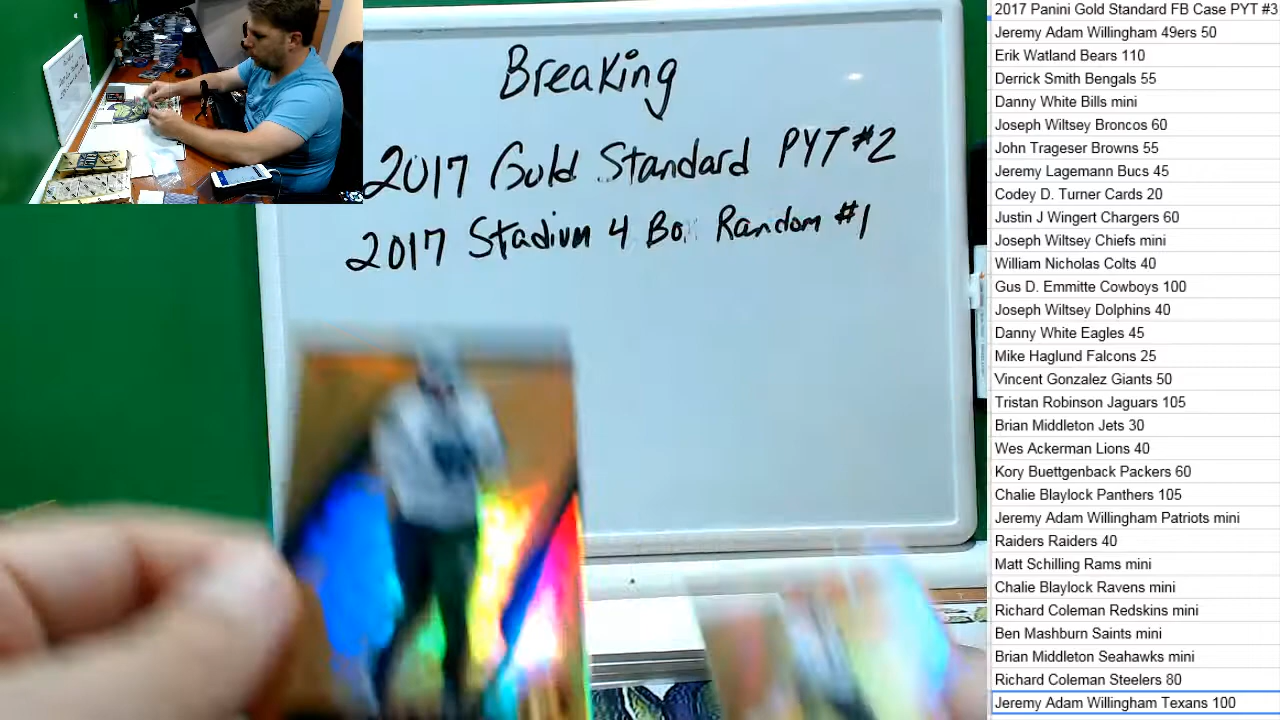 Breaking
2017 Gold Standard PYT #2
2017 Stadium 4 Box Random #1
2017 Panini Gold Standard FB Case PYT #3
Jeremy Adam Willingham 49ers 50
Erik Watland Bears 110
Derrick Smith Bengals 55
Danny White Bills mini
Joseph Wiltsey Broncos 60
John Trageser Browns 55
Jeremy Lagemann Bucs 45
Codey D. Turner Cards 20
Justin J Wingert Chargers 60
Joseph Wiltsey Chiefs mini
William Nicholas Colts 40
Gus D. Emmitte Cowboys 100
Joseph Wiltsey Dolphins 40
Danny White Eagles 45
Mike Haglund Falcons 25
Vincent Gonzalez Giants 50
Tristan Robinson Jaguars 105
Brian Middleton Jets 30
Wes Ackerman Lions 40
Kory Buettgenback Packers 60
Chalie Blaylock Panthers 105
Jeremy Adam Willingham Patriots mini
Raiders Raiders 40
Matt Schilling Rams mini
Chalie Blaylock Ravens mini
Richard Coleman Redskins mini
Ben Mashburn Saints mini
Brian Middleton Seahawks mini
Richard Coleman Steelers 80
Jeremy Adam Willingham Texans 100